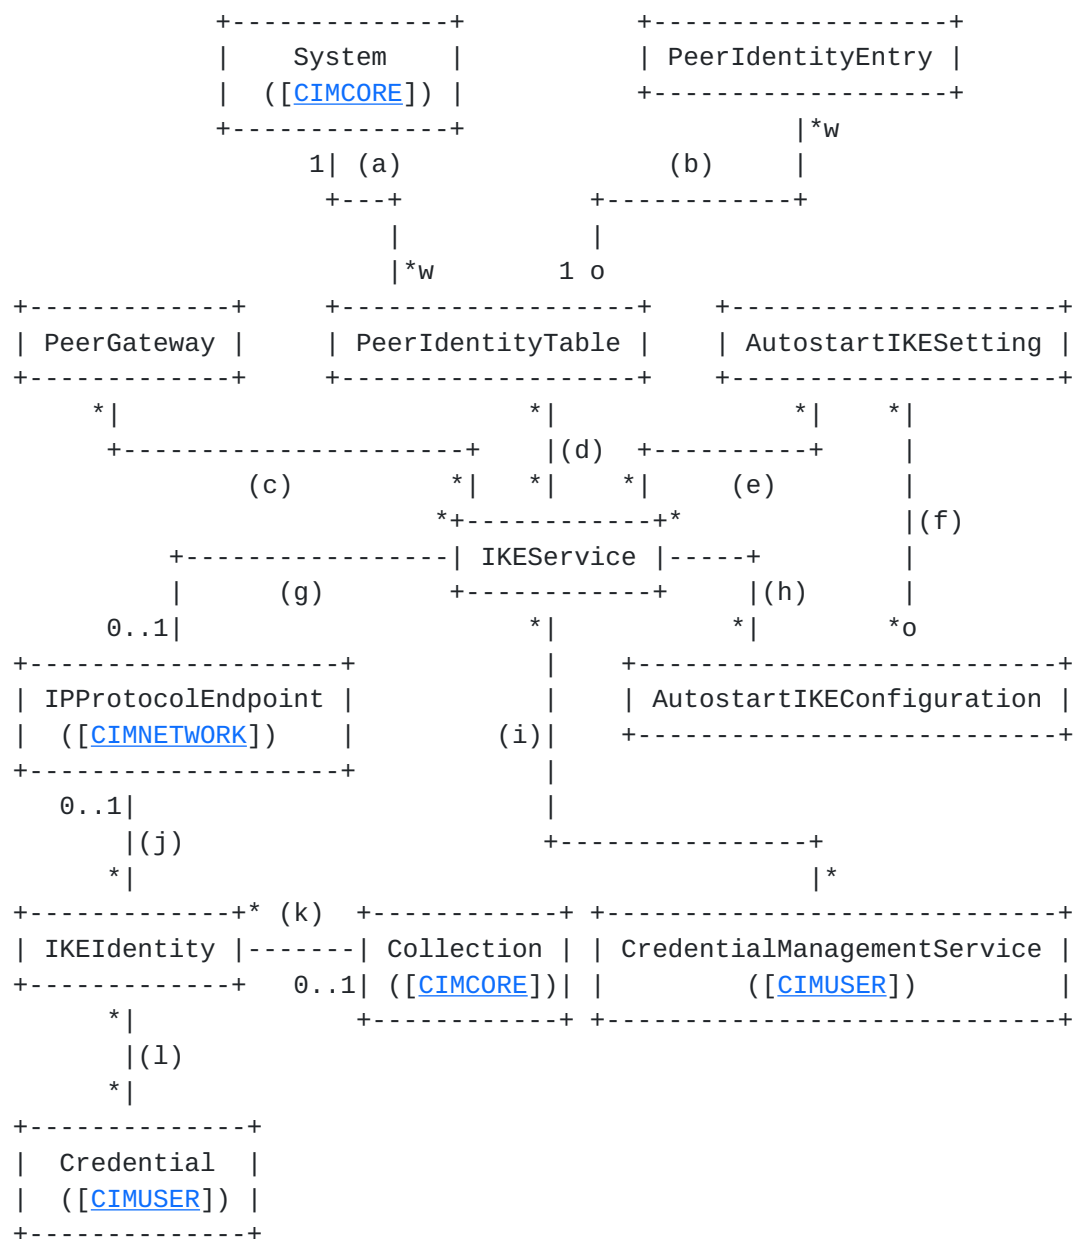 +--------------+           +-------------------+
              |    System    |           | PeerIdentityEntry |
              |  ([CIMCORE]) |           +-------------------+
              +--------------+                     |*w
                    1| (a)                 (b)     |
                     +---+            +------------+
                         |            |
                         |*w        1 o
 +-------------+     +-------------------+    +---------------------+
 | PeerGateway |     | PeerIdentityTable |    | AutostartIKESetting |
 +-------------+     +-------------------+    +---------------------+
      *|                          *|               *|    *|
       +----------------------+    |(d)  +----------+     |
                (c)          *|   *|    *|     (e)        |
                            *+------------+*              |(f)
           +-----------------| IKEService |-----+         |
           |      (g)        +------------+     |(h)      |
       0..1|                      *|           *|        *o
 +--------------------+            |    +---------------------------+
 | IPProtocolEndpoint |            |    | AutostartIKEConfiguration |
 |  ([CIMNETWORK])    |         (i)|    +---------------------------+
 +--------------------+            |
    0..1|                          |
        |(j)                       +----------------+
       *|                                           |*
 +-------------+* (k)  +------------+ +-----------------------------+
 | IKEIdentity |-------| Collection | | CredentialManagementService |
 +-------------+   0..1| ([CIMCORE])| |         ([CIMUSER])         |
       *|              +------------+ +-----------------------------+
        |(l)
       *|
 +--------------+
 |  Credential  |
 |  ([CIMUSER]) |
 +--------------+